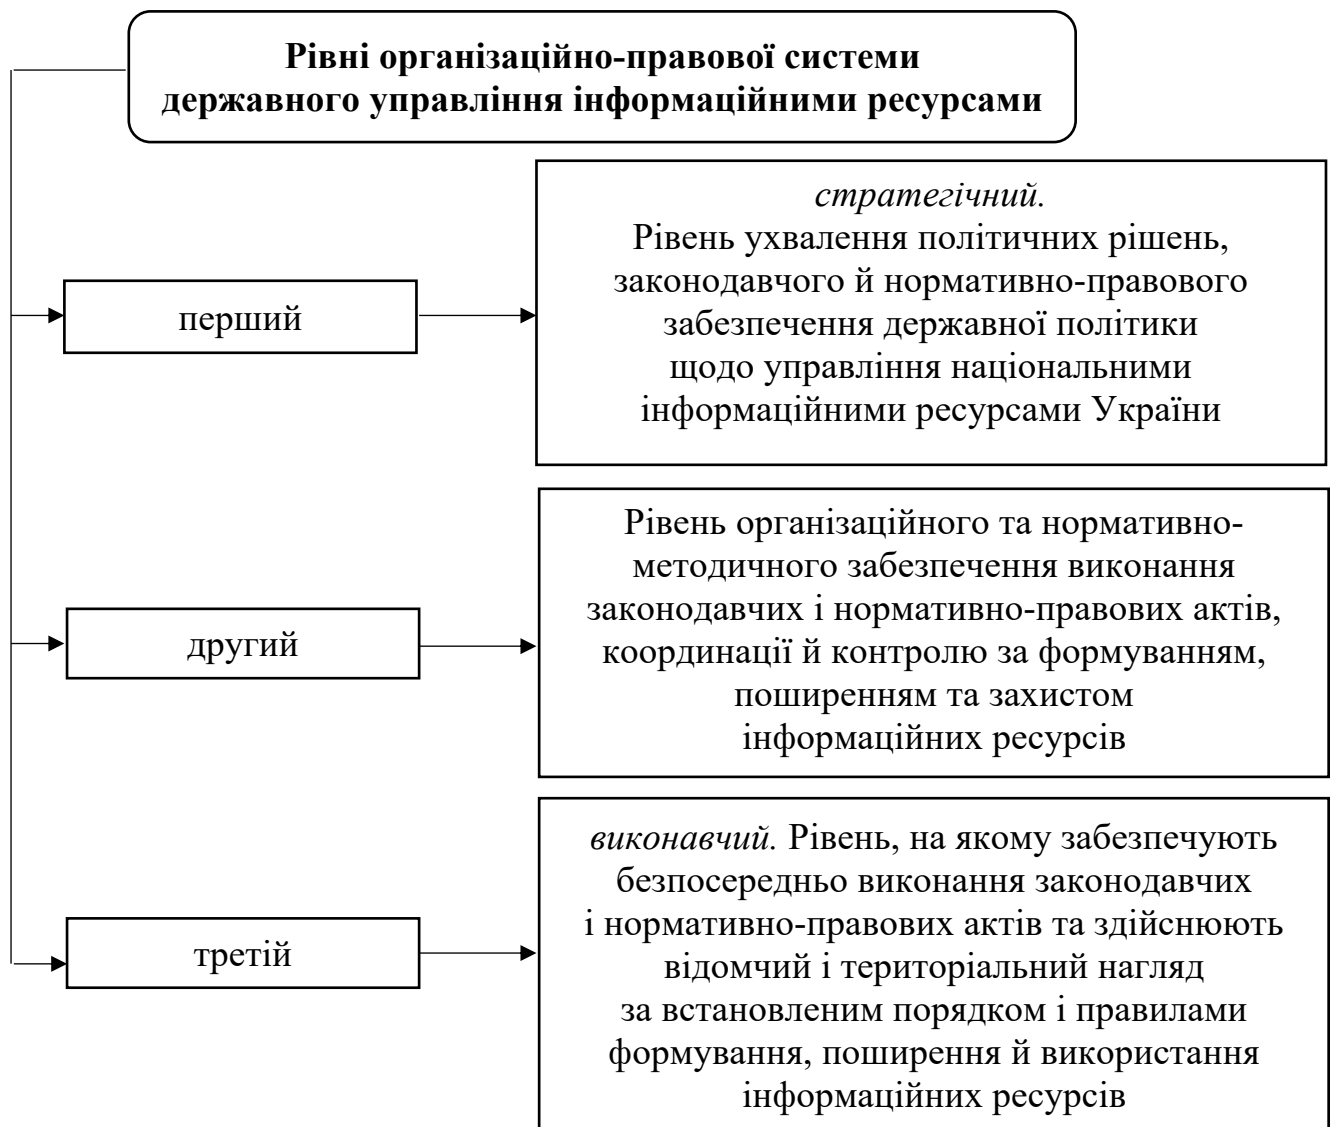 Рівні організаційно-правової системи
державного управління інформаційними ресурсами
перший
стратегічний.
Рівень ухвалення політичних рішень,
законодавчого й нормативно-правового
забезпечення державної політики
щодо управління національними
інформаційними ресурсами України
другий
Рівень організаційного та нормативно-
методичного забезпечення виконання
законодавчих і нормативно-правових актів,
координації й контролю за формуванням,
поширенням та захистом
інформаційних ресурсів
третій
виконавчий. Рівень, на якому забезпечують
безпосередньо виконання законодавчих
і нормативно-правових актів та здійснюють
відомчий і територіальний нагляд
за встановленим порядком і правилами
формування, поширення й використання
інформаційних ресурсів